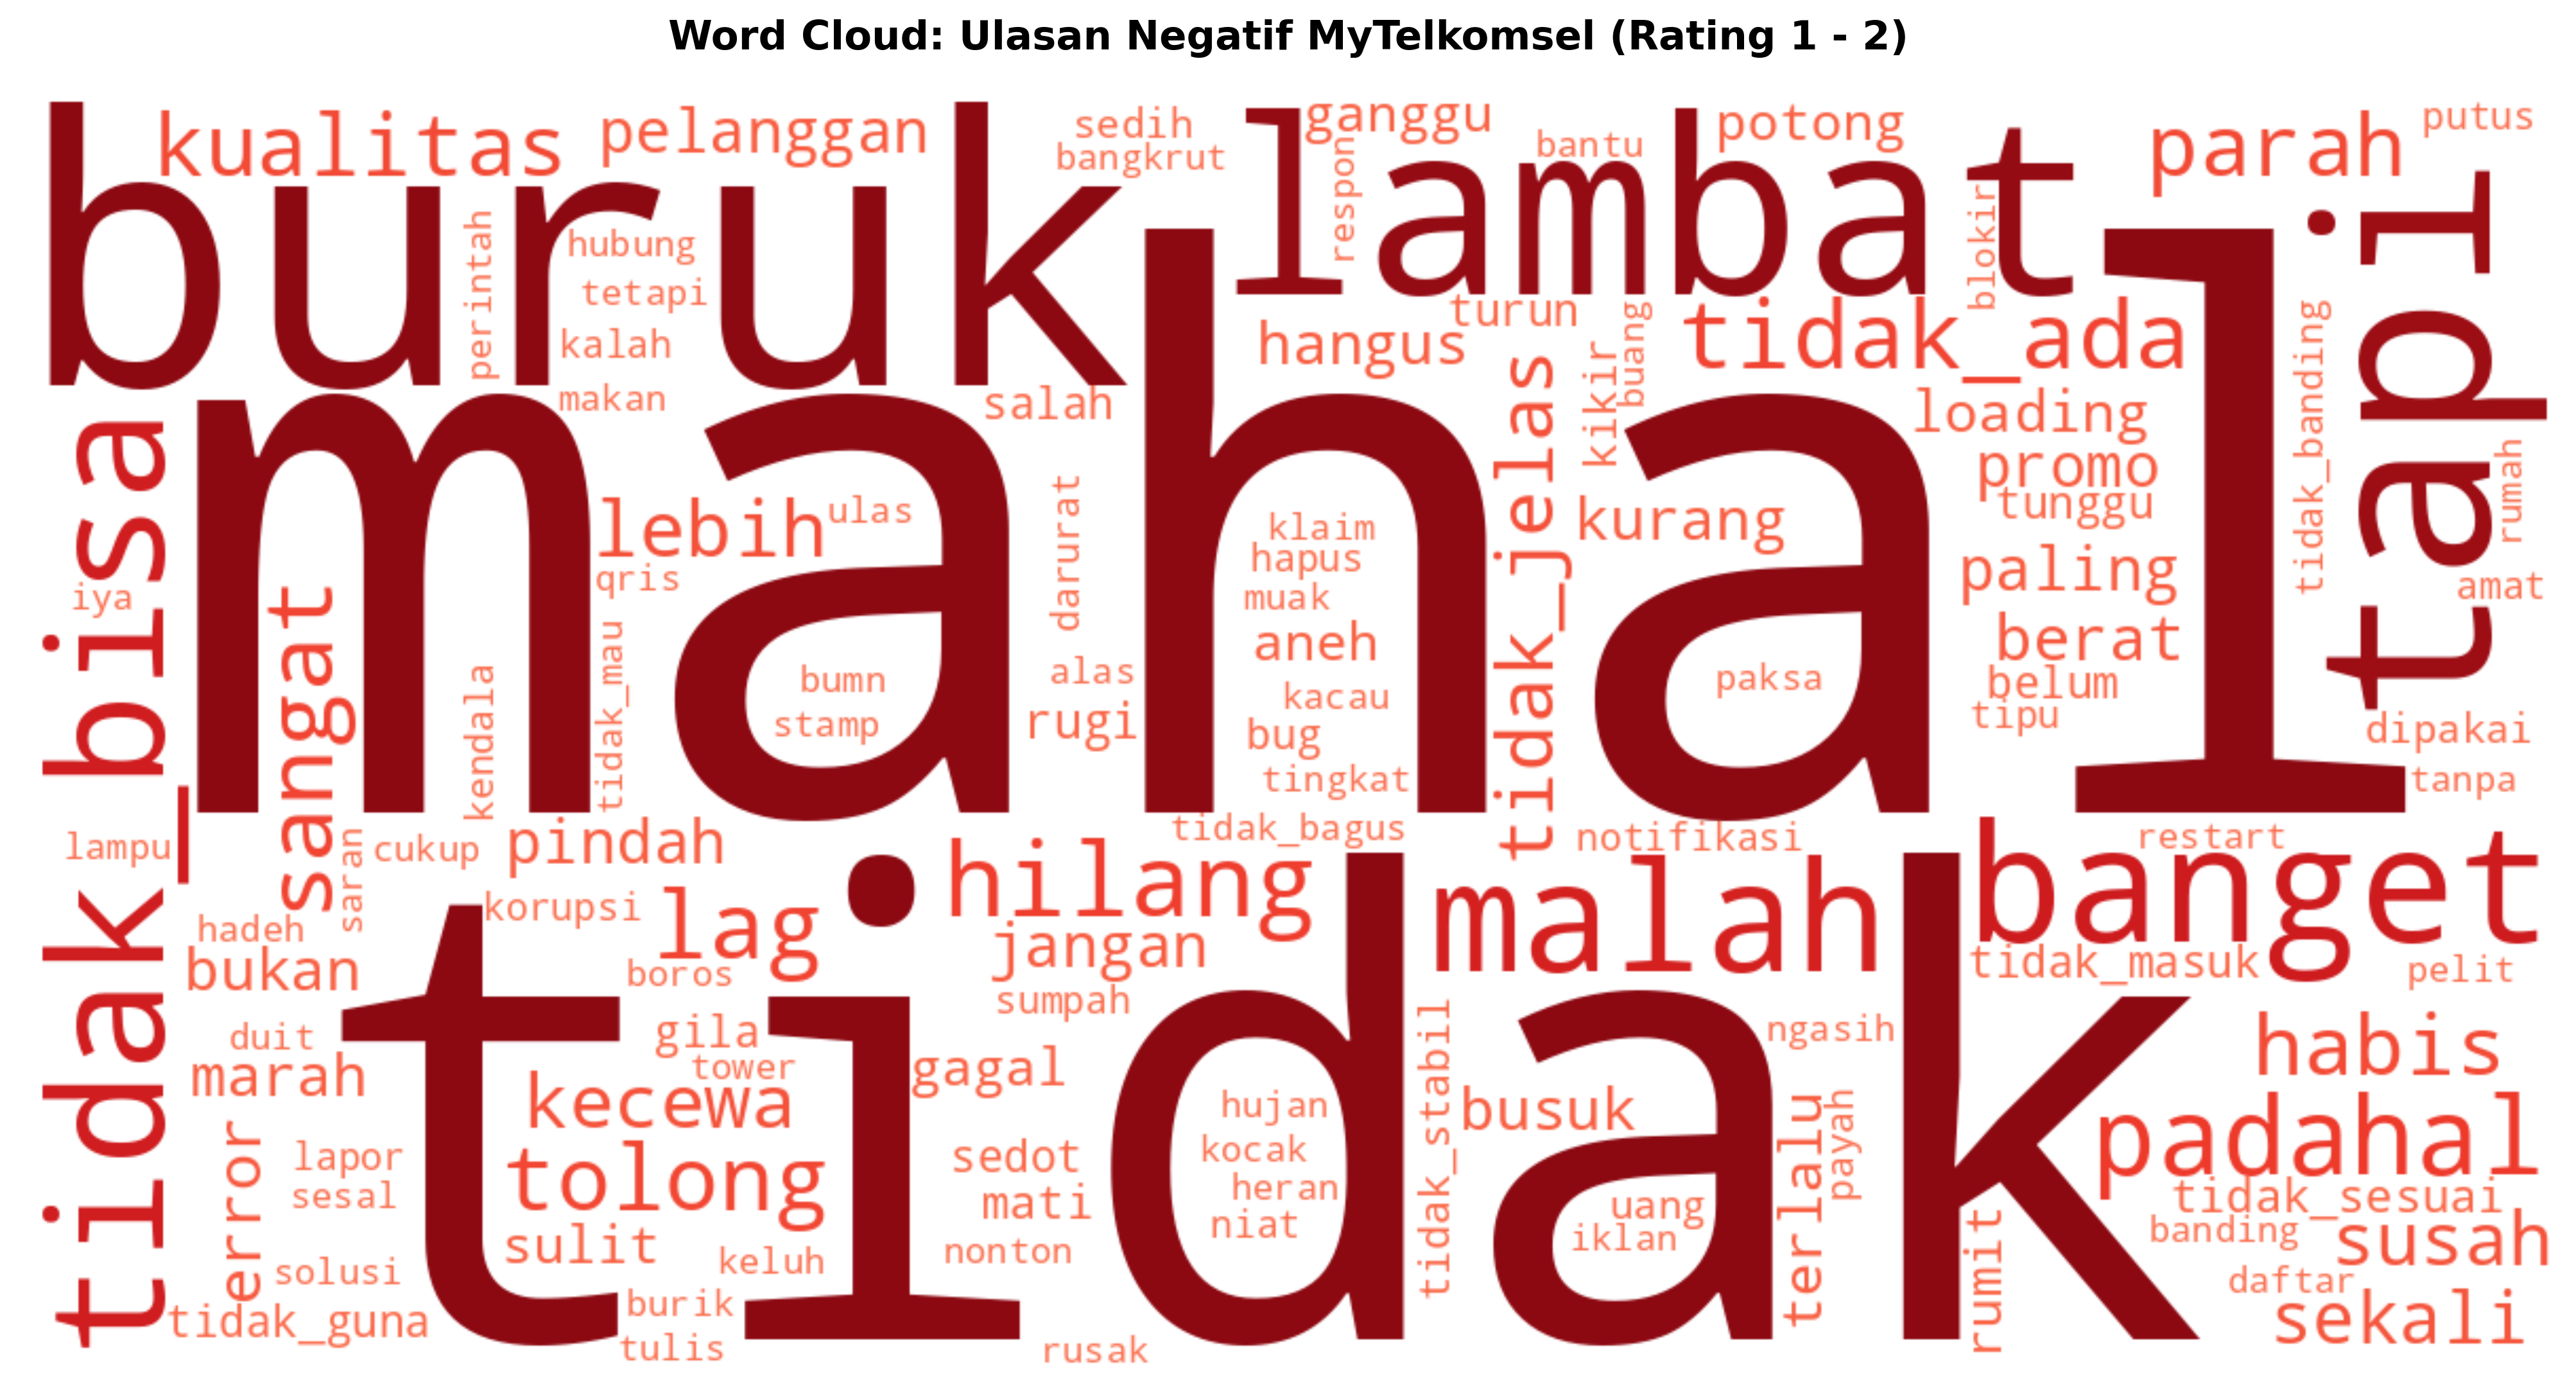 Word Cloud: Ulasan Negatif MyTelkomsel (Rating 1 - 2)
buruk
kualitas
pelanggan
sedih
bangkrut
lambat
ganggu
respon
bantu
potong
blokir
parah
putus
tapi
perintah
hubung
tetapi
kalah
makan
salah
hangus
turun
buang
kikir
tidak_ada
loading
promo
tunggu
tidak_banding
rumah
amat
mahal
tidak_bisa
iya
sangat
lebih
ulas
qris
darurat
klaim
hapus
muak
aneh
kacau
bug
tingkat
tidak_jelas
kurang
paling
berat
belum
tipu
paksa
kendala
tidak_mau
bumn
stamp
alas
rugi
dipakai
tanpa
lampu
saran
cukup
pindah
tidak_bagus
notifikasi
restart
banget
korupsi
lag
hilang
malah
hadeh
bukan
boros
jangan
sumpah
tidak_masuk
pelit
tidak
duit
marah
gila
tower
gagal
tidak_stabil
ngasih
habis
kecewa
hujan
kocak
heran
niat
busuk
terlalu
payah
padahal
error
lapor
sesal
tolong
sedot
mati
uang
iklan
tidak_sesuai
banding
susah
sulit
keluh
nonton
solusi
rumit
daftar
sekali
tidak_guna
burik
tulis
rusak